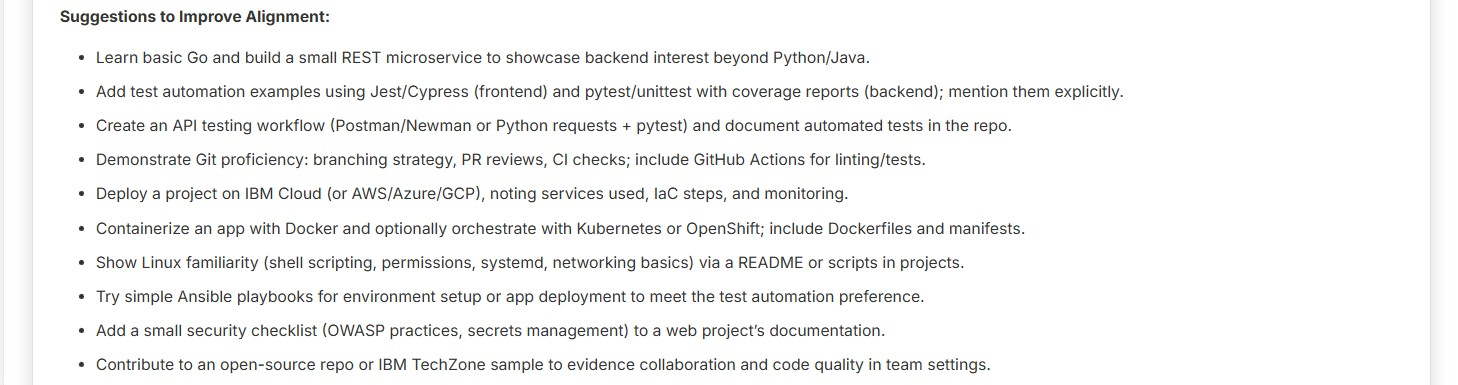 Suggestions to Improve Alignment:
• Learn basic Go and build a small REST microservice to showcase backend interest beyond Python/Java.
• Add test automation examples using Jest/Cypress (frontend) and pytest/unittest with coverage reports (backend); mention them explicitly.
• Create an API testing workflow (Postman/Newman or Python requests + pytest) and document automated tests in the repo.
• Demonstrate Git proficiency: branching strategy, PR reviews, CI checks; include GitHub Actions for linting/tests.
• Deploy a project on IBM Cloud (or AWS/Azure/GCP), noting services used, IaC steps, and monitoring.
• Containerize an app with Docker and optionally orchestrate with Kubernetes or OpenShift; include Dockerfiles and manifests.
• Show Linux familiarity (shell scripting, permissions, systemd, networking basics) via a README or scripts in projects.
• Try simple Ansible playbooks for environment setup or app deployment to meet the test automation preference.
• Add a small security checklist (OWASP practices, secrets management) to a web project’s documentation.
• Contribute to an open-source repo or IBM TechZone sample to evidence collaboration and code quality in team settings.